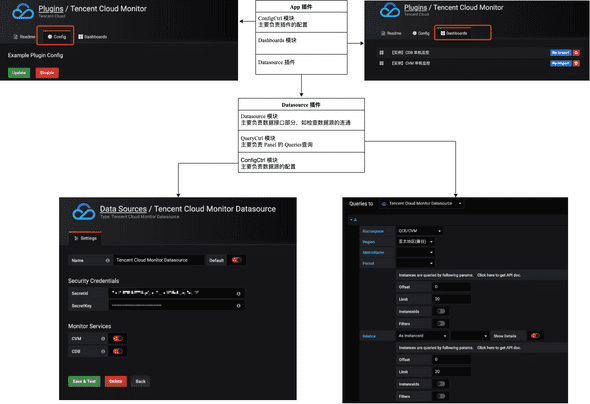 Plugins / Tencent Cloud Monitor
Tencent Cloud
Readme
Config
Dashboards
Example Plugin Config
Update
Disable
App 插件
ConfigCtrl 模块
主要负责插件的配置
Dashboards 模块
Datasource 插件
Plugins / Tencent Cloud Monitor
Tencent Cloud
Readme
Config
Dashboards
【实例】CDB 单机监控
Re-import
【实例】CVM 单机监控
Re-import
Datasource 插件
Datasource 模块
主要负责数据接口部分，如检查数据源的连通
QueryCtrl 模块
主要负责 Panel 的 Queries查询
ConfigCtrl 模块
主要负责数据源的配置
Data Sources / Tencent Cloud Monitor Datasource
Type: Tencent Cloud Monitor Datasource
Settings
Name
Tencent Cloud Monitor Datasource
Default
Security Credentials
SecretId
SecretKey
Monitor Services
CVM
CDB
Save & Test
Delete
Back
Queries to
Tencent Cloud Monitor Datasource
A
Namespace
QCE/CVM
Region
MetricName
Period
Instances are queried by following params. Click here to get API doc.
Offset
0
Limit
20
InstanceIds
Filters
Instance
As InstanceId
Show Details
Instances are queried by following params. Click here to get API doc.
Offset
0
Limit
20
InstanceIds
Filters